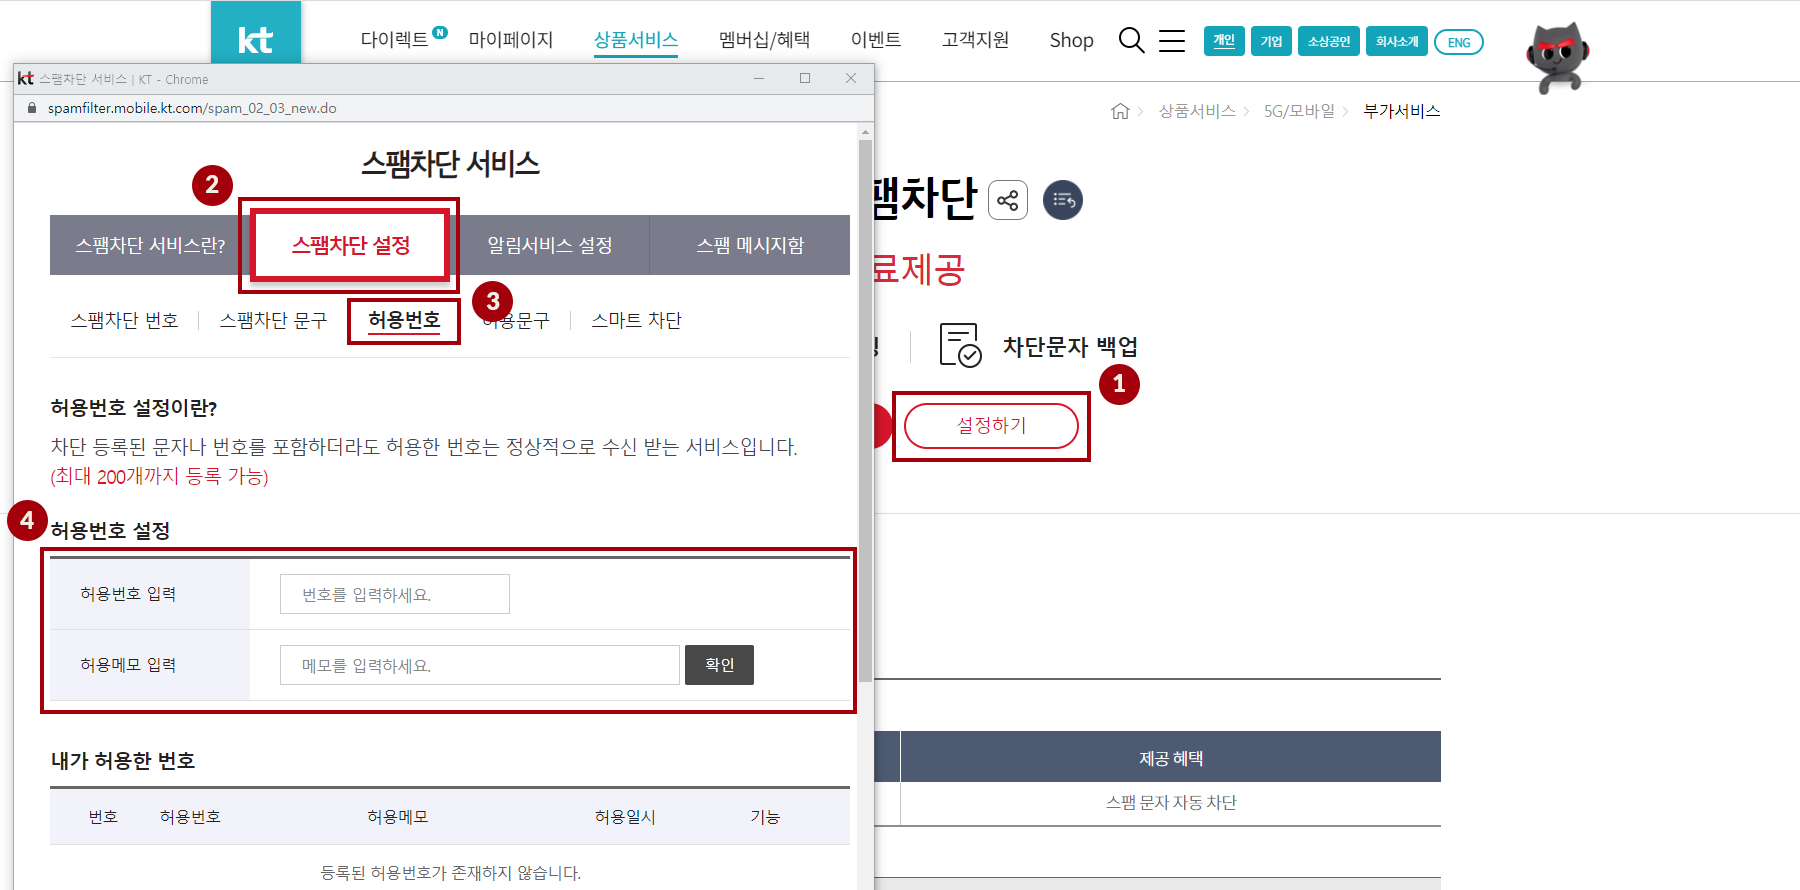 kt
다이렉트 N 마이페이지 상품서비스 멤버십/혜택 이벤트 고객지원 Shop 개인 기업 소상공인 회사소개 ENG
kt 스팸차단 서비스 | KT - Chrome
spamfilter.mobile.kt.com/spam_02_03_new.do
상품서비스 5G/모바일 부가서비스
스팸차단 서비스
2
스팸차단 서비스란? 스팸차단 설정 알림서비스 설정 스팸 메시지함
3
스팸차단 번호 스팸차단 문구 허용번호 허용문구 스마트 차단
팸차단
료제공
차단문자 백업
1
설정하기
허용번호 설정이란?
차단 등록된 문자나 번호를 포함하더라도 허용한 번호는 정상적으로 수신 받는 서비스입니다.
(최대 200개까지 등록 가능)
4
허용번호 설정
허용번호 입력 번호를 입력하세요.
허용메모 입력 메모를 입력하세요. 확인
내가 허용한 번호
번호 허용번호 허용메모 허용일시 기능
등록된 허용번호가 존재하지 않습니다.
제공 혜택
스팸 문자 자동 차단